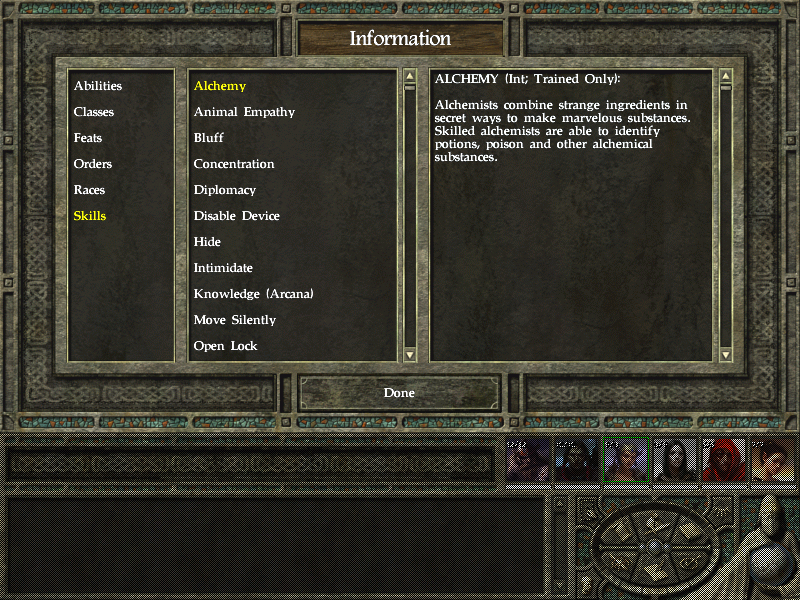 Information
Abilities
Classes
Feats
Orders
Races
Skills
Alchemy
Animal Empathy
Bluff
Concentration
Diplomacy
Disable Device
Hide
Intimidate
Knowledge (Arcana)
Move Silently
Open Lock
ALCHEMY (Int; Trained Only):
Alchemists combine strange ingredients in
secret ways to make marvelous substances.
Skilled alchemists are able to identify
potions, poison and other alchemical
substances.
Done